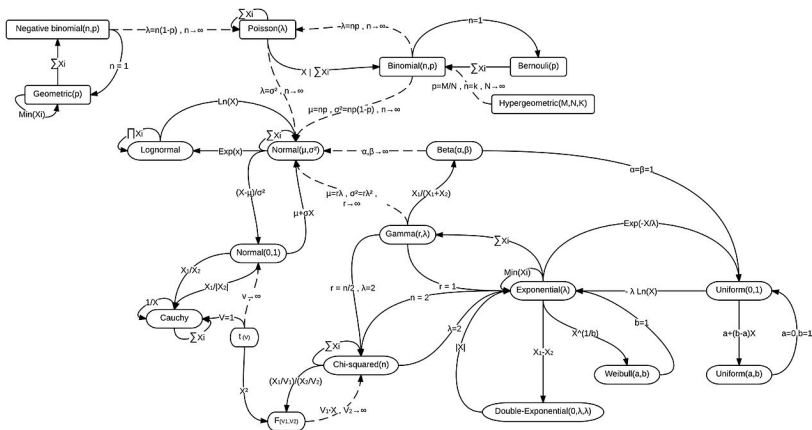 ∑Xi
Negative binomial(n,p)
λ=n(1-p) , n→∞
Poisson(λ)
λ=np , n→∞
n=1
∑Xi
n = 1
X | ∑Xi
Binomial(n,p)
∑Xi
Bernouli(p)
p=M/N , n=k , N→∞
Geometric(p)
Min(Xi)
λ=σ² , n→∞
μ=np , σ²=np(1-p) , n→∞
Hypergeometric(M,N,K)
Ln(X)
∏Xi
∑Xi
Lognormal
Exp(x)
Normal(μ,σ²)
α,β→∞
Beta(α,β)
α=β=1
(X-μ)/σ²
μ=rλ , σ²=rλ² ,
r→∞
X₁/(X₁+X₂)
μ+σX
Exp(-X/λ)
Gamma(r,λ)
∑Xi
Normal(0,1)
X₁/X₂
Min(Xi)
X₁/|X₂|
r = n/2 , λ=2
r = 1
Exponential(λ)
- λ Ln(X)
Uniform(0,1)
1/X
n = 2
Cauchy
V=1
∑Xi
t(V)
λ=2
b=1
a+(b-a)X
a=0,b=1
X^(1/b)
∑Xi
|X|
X₁-X₂
Chi-squared(n)
Weibull(a,b)
Uniform(a,b)
(X₁/V₁)/(X₂/V₂)
X²
Double-Exponential(0,λ,λ)
F(V1,V2)
V₁·X , V₂→∞